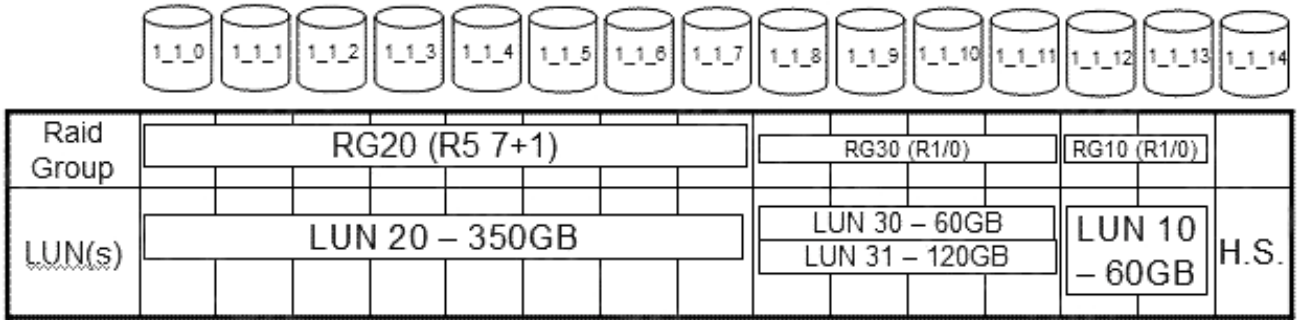 1_1_0 1_1_1 1_1_2 1_1_3 1_1_4 1_1_5 1_1_6 1_1_7 1_1_8 1_1_9 1_1_10 1_1_11 1_1_12 1_1_13 1_1_14
Raid
Group
RG20 (R5 7+1)
RG30 (R1/0)
RG10 (R1/0)
LUN(s)
LUN 20 – 350GB
LUN 30 – 60GB
LUN 31 – 120GB
LUN 10
– 60GB
H.S.